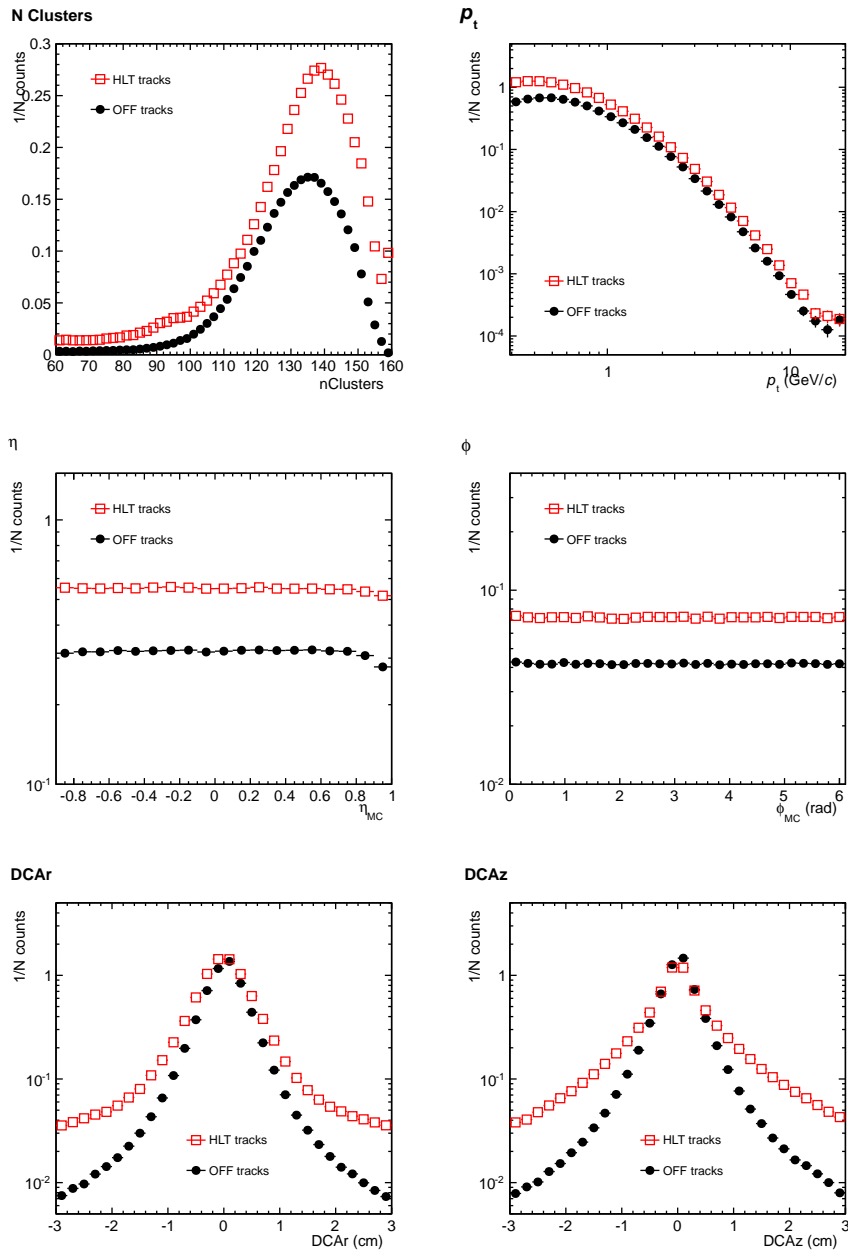 N Clusters
1/N counts
0.3
0.25
0.2
0.15
0.1
0.05
0
HLT tracks
OFF tracks
60 70 80 90 100 110 120 130 140 150 160
nClusters
p_t
1/N counts
1
10^-1
10^-2
10^-3
10^-4
HLT tracks
OFF tracks
1 10
p_t (GeV/c)
η
1/N counts
1
10^-1
HLT tracks
OFF tracks
-0.8 -0.6 -0.4 -0.2 0 0.2 0.4 0.6 0.8 1
η_MC
ϕ
1/N counts
10^-1
10^-2
HLT tracks
OFF tracks
0 1 2 3 4 5 6
ϕ_MC (rad)
DCAr
1/N counts
1
10^-1
10^-2
HLT tracks
OFF tracks
-3 -2 -1 0 1 2 3
DCAr (cm)
DCAz
1/N counts
1
10^-1
10^-2
HLT tracks
OFF tracks
-3 -2 -1 0 1 2 3
DCAz (cm)